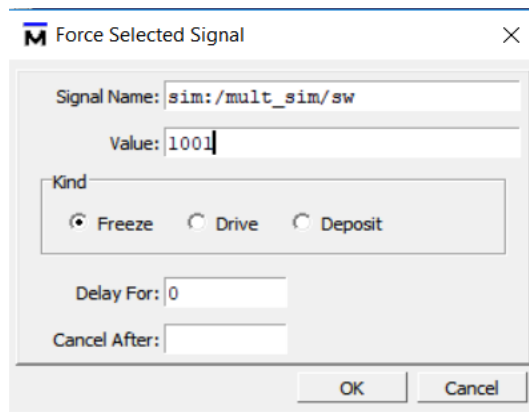 Force Selected Signal
Signal Name: sim:/mult_sim/sw
Value: 1001
Kind
Freeze Drive Deposit
Delay For: 0
Cancel After:
OK Cancel